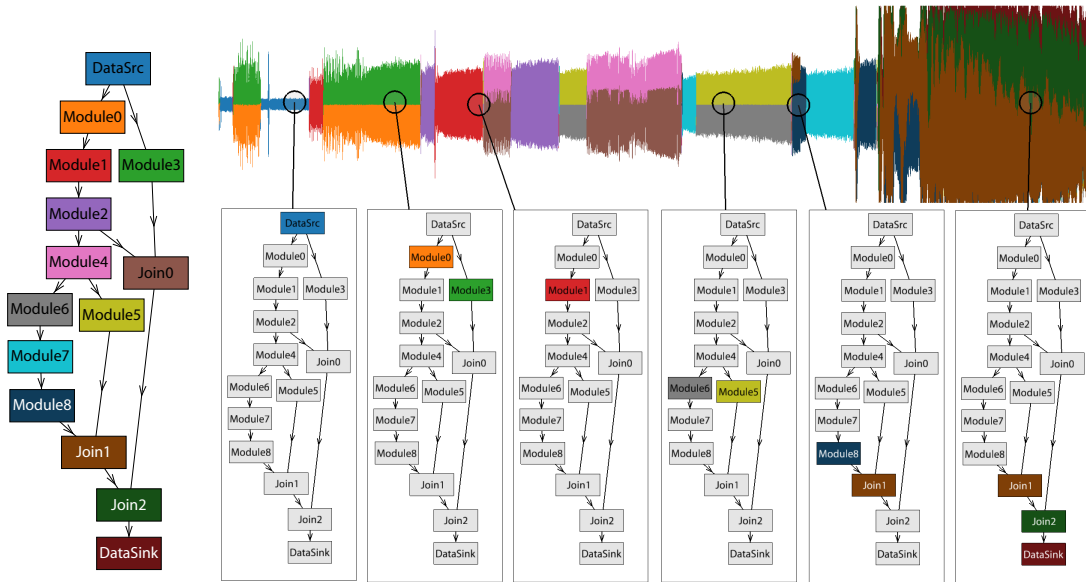 DataSrc
Module0
Module1
Module3
Module2
Module4
Join0
Module6
Module5
Module7
Module8
Join1
Join2
DataSink
DataSrc
Module0
Module1
Module3
Module2
Module4
Join0
Module6
Module5
Module7
Module8
Join1
Join2
DataSink
DataSrc
Module0
Module1
Module3
Module2
Module4
Join0
Module6
Module5
Module7
Module8
Join1
Join2
DataSink
DataSrc
Module0
Module1
Module3
Module2
Module4
Join0
Module6
Module5
Module7
Module8
Join1
Join2
DataSink
DataSrc
Module0
Module1
Module3
Module2
Module4
Join0
Module6
Module5
Module7
Module8
Join1
Join2
DataSink
DataSrc
Module0
Module1
Module3
Module2
Module4
Join0
Module6
Module5
Module7
Module8
Join1
Join2
DataSink
DataSrc
Module0
Module1
Module3
Module2
Module4
Join0
Module6
Module5
Module7
Module8
Join1
Join2
DataSink